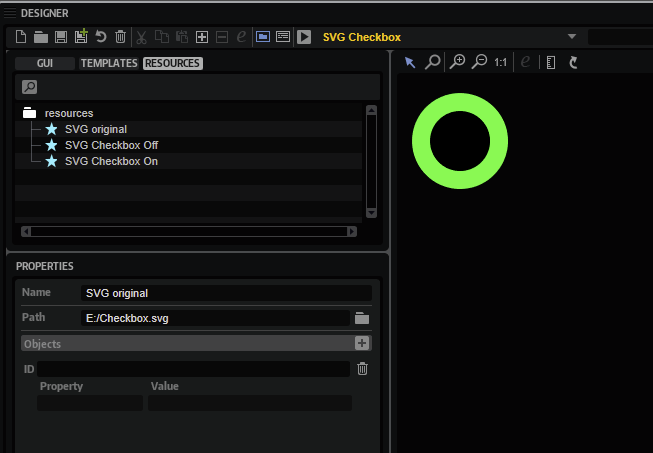 DESIGNER
SVG Checkbox
GUI TEMPLATES RESOURCES
1:1
resources
SVG original
SVG Checkbox Off
SVG Checkbox On
PROPERTIES
Name SVG original
Path E:/Checkbox.svg
Objects
ID
Property Value